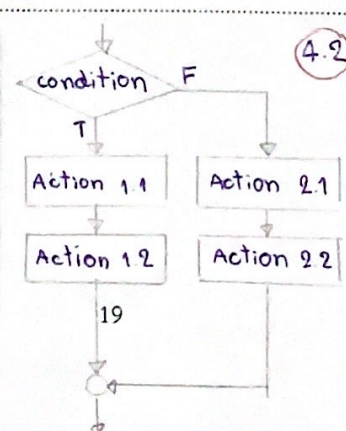 4.2
condition F
T
Action 1.1 Action 2.1
Action 1.2 Action 2.2
19